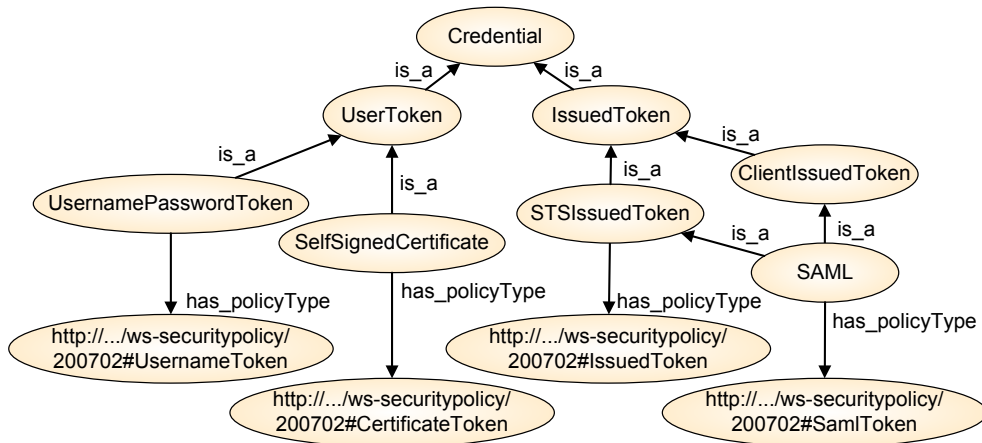 Credential
is_a
is_a
UserToken
IssuedToken
is_a
is_a
is_a
is_a
ClientIssuedToken
UsernamePasswordToken
STSIssuedToken
is_a
is_a
SelfSignedCertificate
SAML
has_policyType
has_policyType
has_policyType
has_policyType
http://.../ws-securitypolicy/
200702#UsernameToken
http://.../ws-securitypolicy/
200702#IssuedToken
http://.../ws-securitypolicy/
200702#CertificateToken
http://.../ws-securitypolicy/
200702#SamlToken